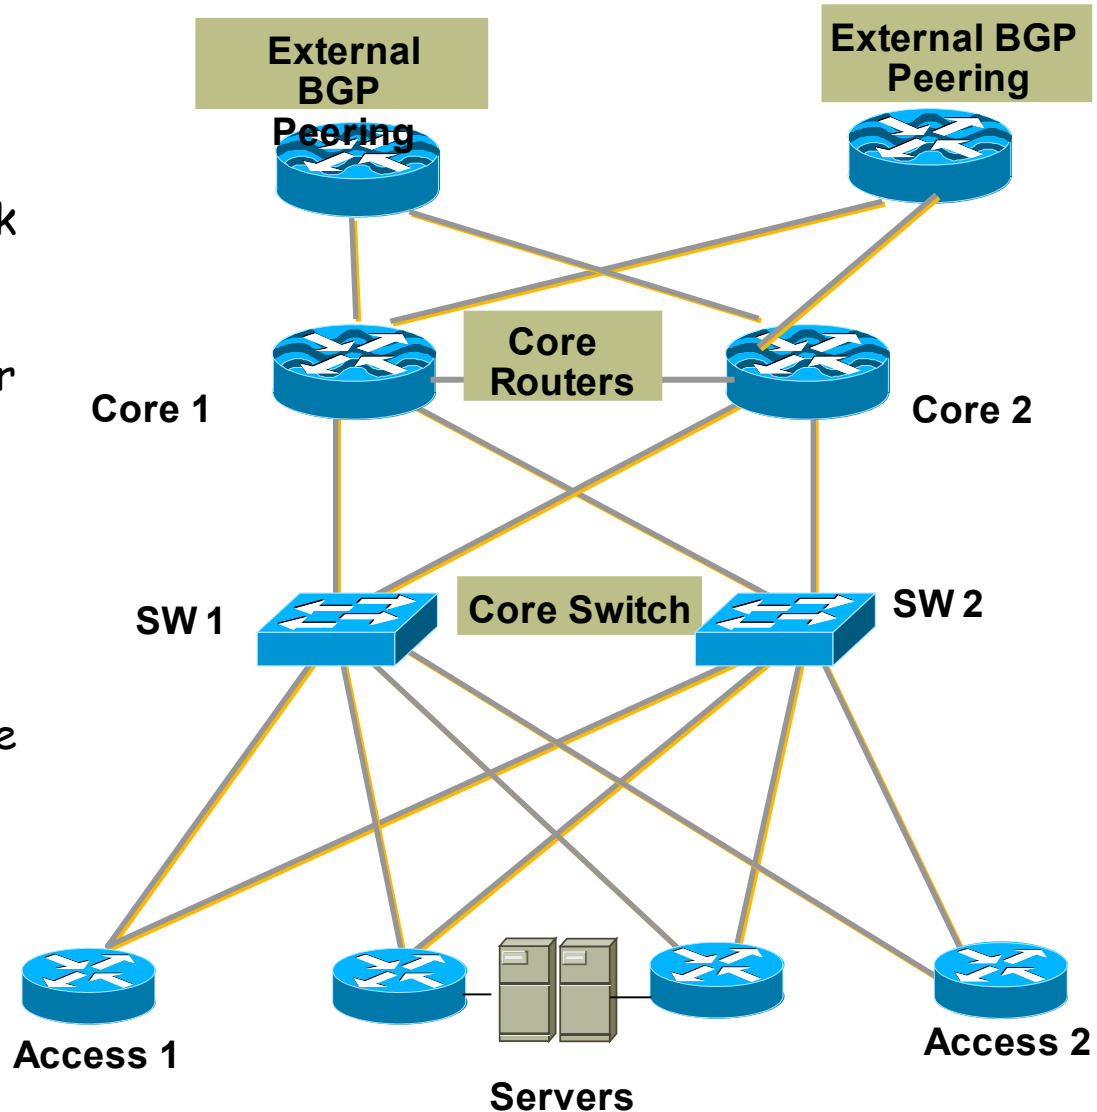 External
BGP
Peering
External BGP
Peering
k
r
Core
Routers
Core 1
Core 2
SW 1
Core Switch
SW 2
e
Access 1
Access 2
Servers